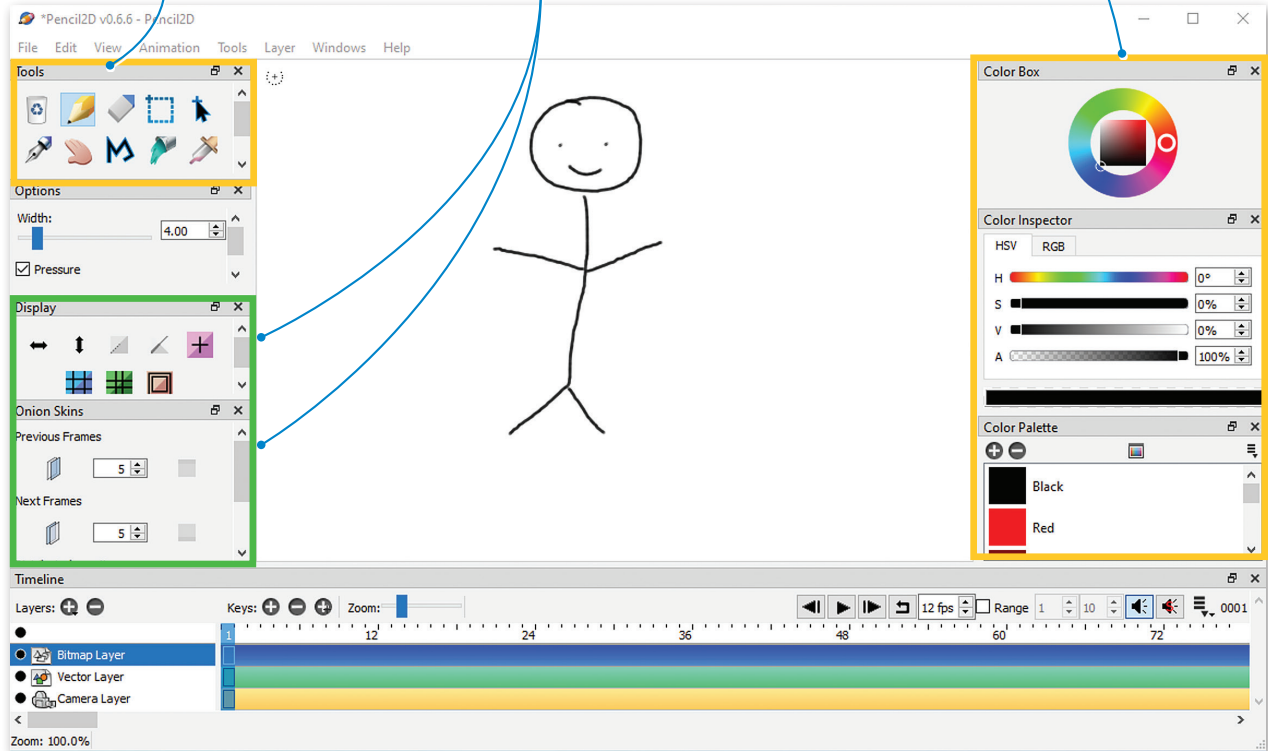 *Pencil2D v0.6.6 - Pencil2D
File Edit View Animation Tools Layer Windows Help
Tools
Options
Width:
4.00
Pressure
Display
Onion Skins
Previous Frames
5
Next Frames
5
Color Box
Color Inspector
HSV RGB
H 0°
S 0%
V 0%
A 100%
Color Palette
Black
Red
Timeline
Layers: Keys: Zoom: 12 fps Range 1 10 0001
1 12 24 36 48 60 72
Bitmap Layer
Vector Layer
Camera Layer
Zoom: 100.0%